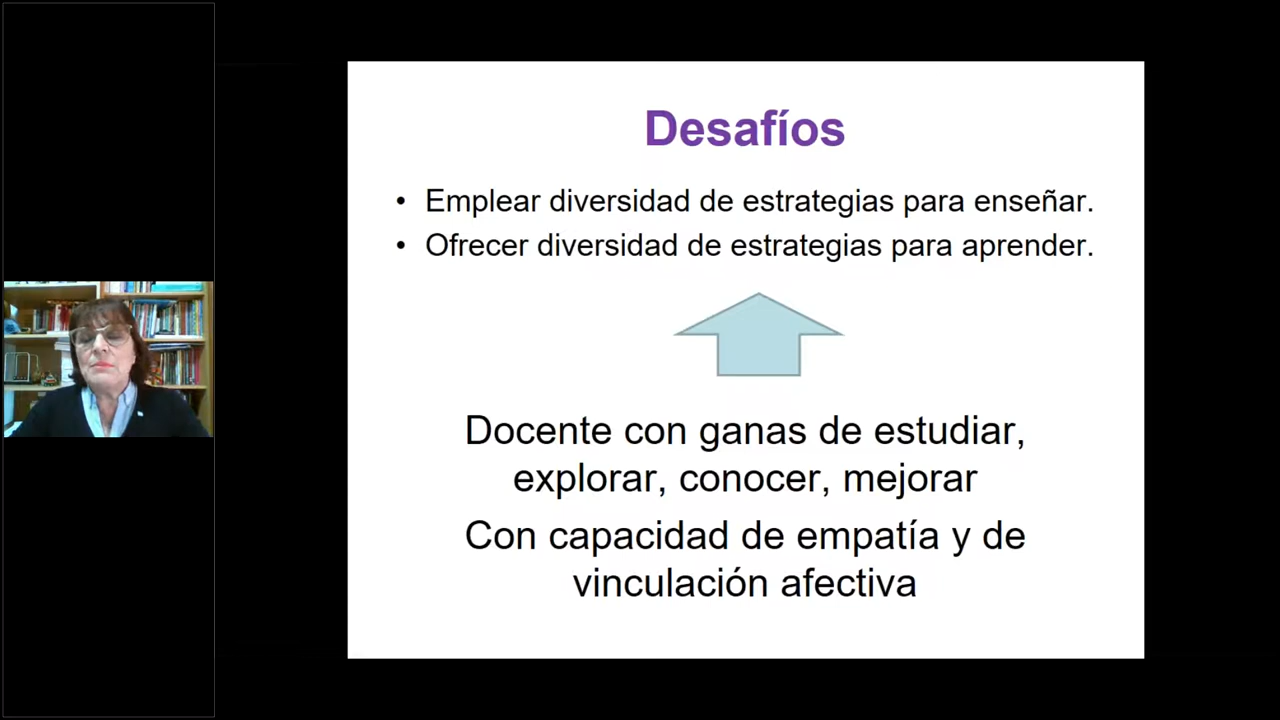 Desafíos
• Emplear diversidad de estrategias para enseñar.
• Ofrecer diversidad de estrategias para aprender.
Docente con ganas de estudiar,
explorar, conocer, mejorar
Con capacidad de empatía y de
vinculación afectiva